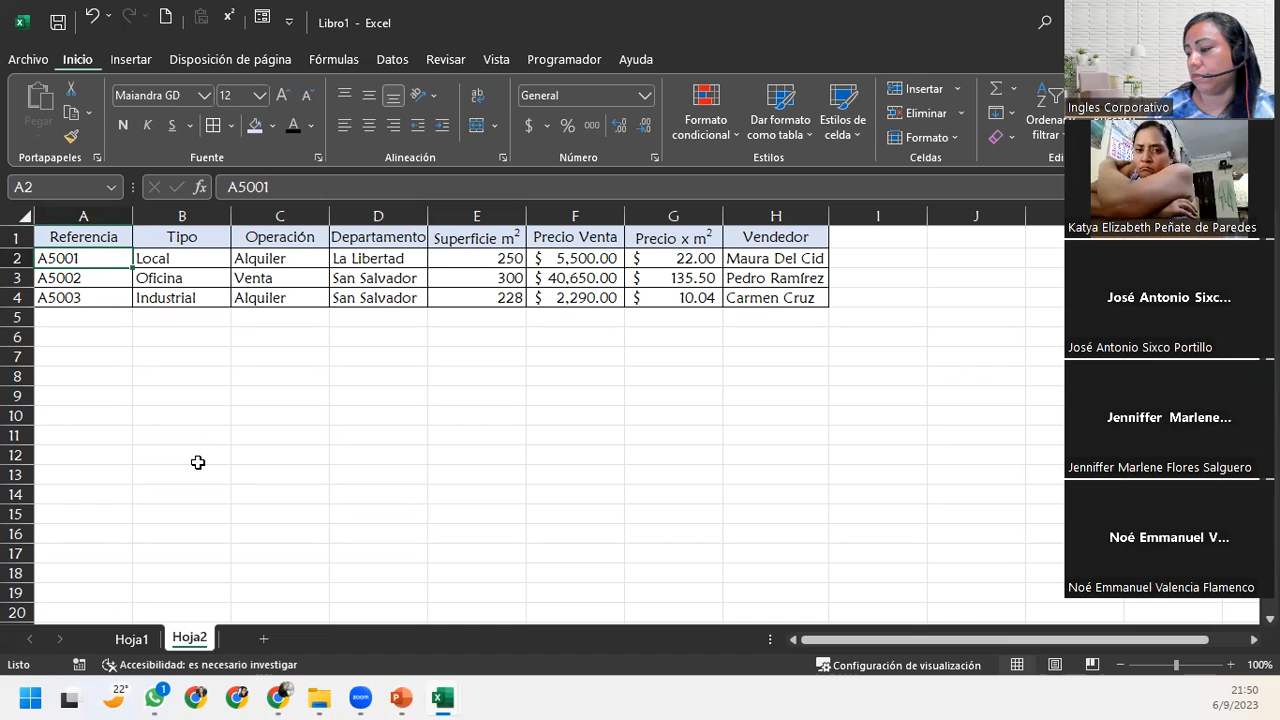 Libro1 - Excel
Archivo Inicio Insertar Disposición de página Fórmulas Datos Revisar Vista Programador Ayuda
Pegar
Portapapeles
Maiandra GD 12
N K S
Fuente
Alineación
General
$ % 000
Número
Formato condicional
Dar formato como tabla
Estilos de celda
Estilos
Insertar
Eliminar
Formato
Celdas
Ordenar
filtrar
A2 fx A5001
A B C D E F G H I J
1 Referencia Tipo Operación Departamento Superficie m² Precio Venta Precio x m² Vendedor
2 A5001 Local Alquiler La Libertad 250 $ 5,500.00 $ 22.00 Maura Del Cid
3 A5002 Oficina Venta San Salvador 300 $ 40,650.00 $ 135.50 Pedro Ramírez
4 A5003 Industrial Alquiler San Salvador 228 $ 2,290.00 $ 10.04 Carmen Cruz
5
6
7
8
9
10
11
12
13
14
15
16
17
18
19
20
Hoja1 Hoja2
Listo Accesibilidad: es necesario investigar Configuración de visualización 100%
22° 1 zoom
21:50
6/9/2023
Ingles Corporativo
Katya Elizabeth Peñate de Paredes
José Antonio Sixc...
José Antonio Sixco Portillo
Jenniffer Marlene...
Jenniffer Marlene Flores Salguero
Noé Emmanuel V...
Noé Emmanuel Valencia Flamenco